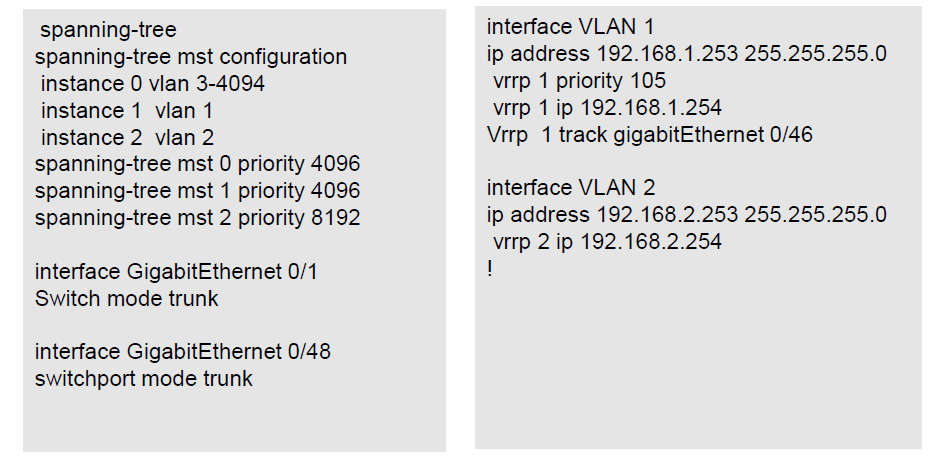 spanning-tree
spanning-tree mst configuration
instance 0 vlan 3-4094
instance 1  vlan 1
instance 2  vlan 2
spanning-tree mst 0 priority 4096
spanning-tree mst 1 priority 4096
spanning-tree mst 2 priority 8192
interface GigabitEthernet 0/1
Switch mode trunk
interface GigabitEthernet 0/48
switchport mode trunk
interface VLAN 1
ip address 192.168.1.253 255.255.255.0
vrrp 1 priority 105
vrrp 1 ip 192.168.1.254
Vrrp  1 track gigabitEthernet 0/46
interface VLAN 2
ip address 192.168.2.253 255.255.255.0
vrrp 2 ip 192.168.2.254
!